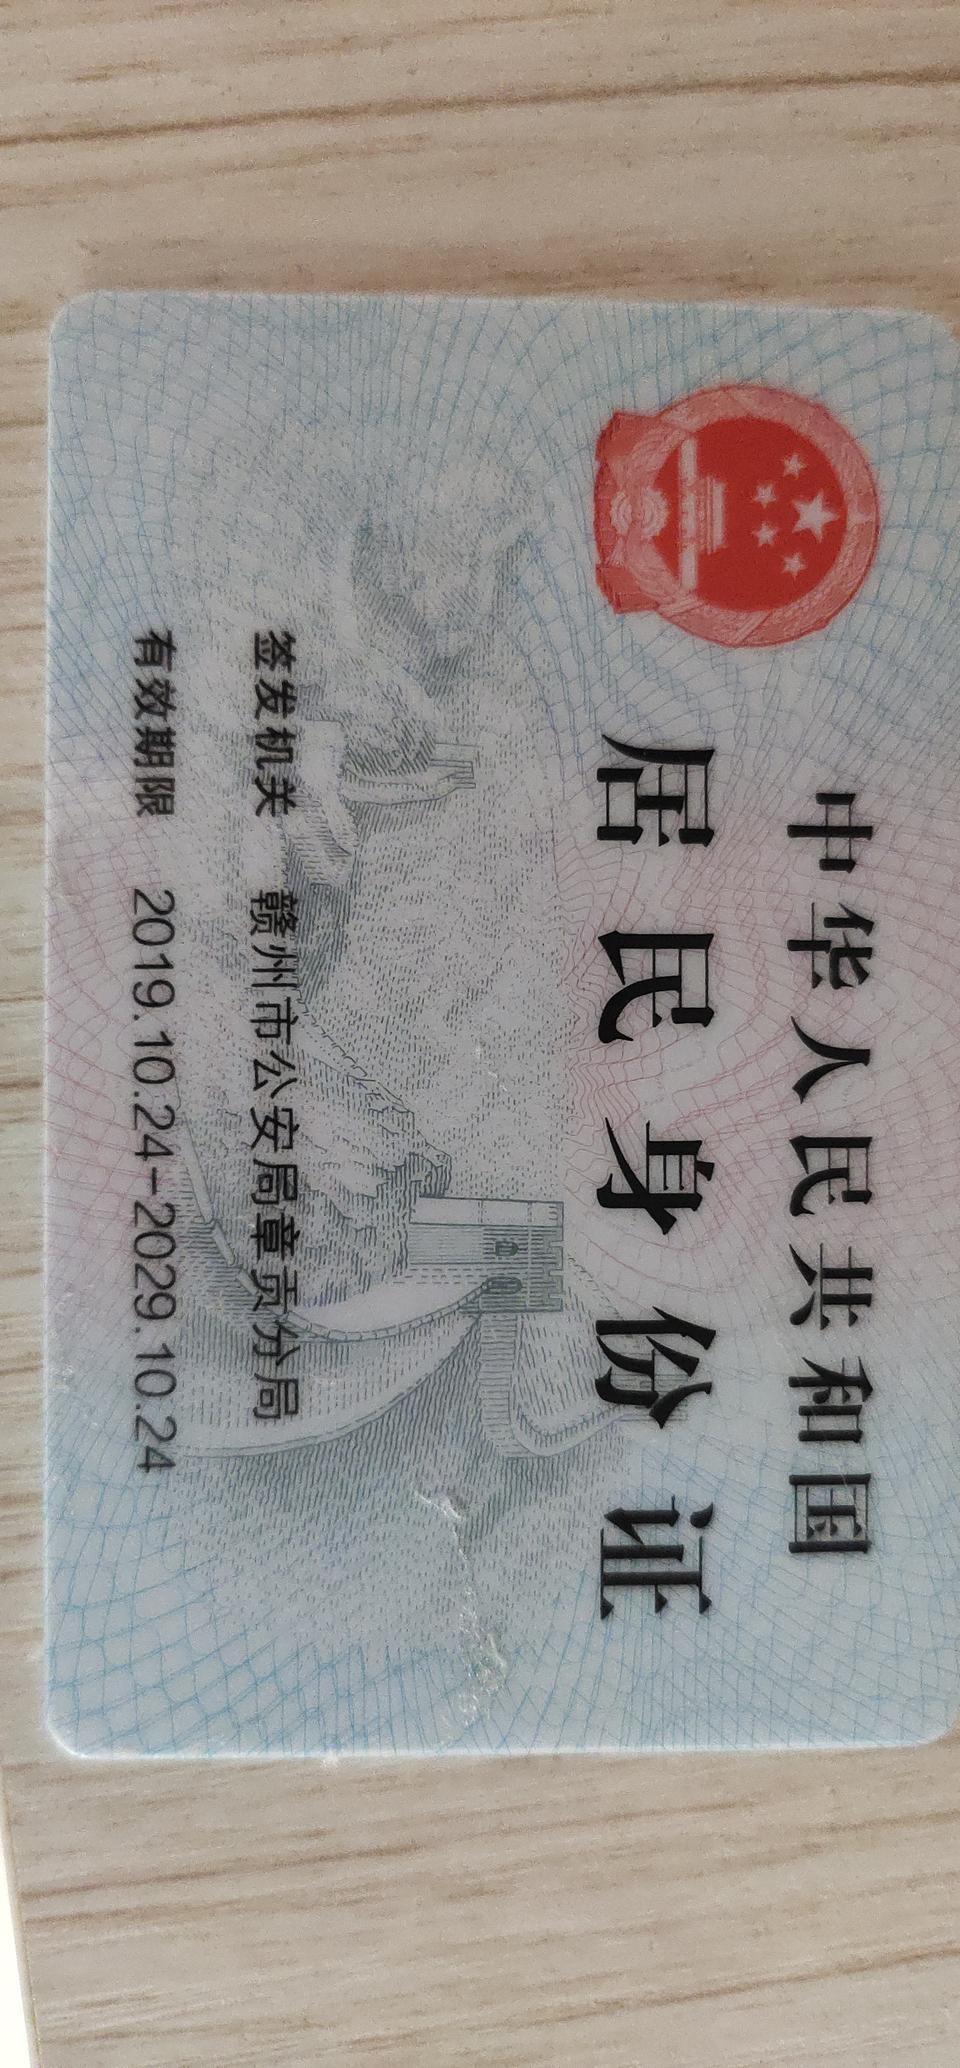 中华人民共和国
居民身份证
签发机关 赣州市公安局章贡分局
有效期限 2019.10.24-2029.10.24